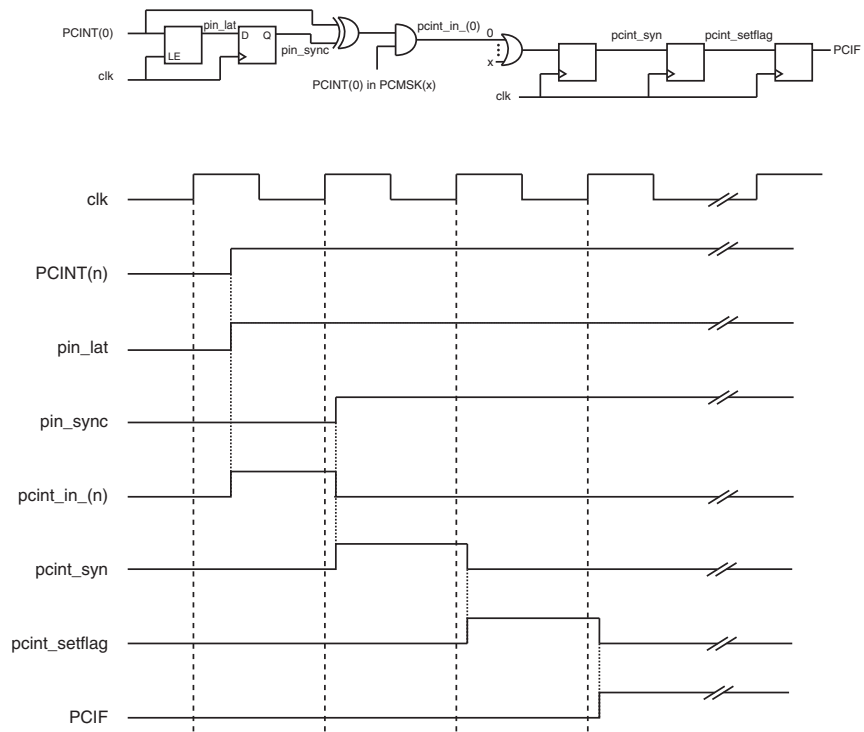 PCINT(0)
pin_lat
D Q
LE
pin_sync
clk
pcint_in_(0)
0
x
PCINT(0) in PCMSK(x)
pcint_syn
pcint_setflag
PCIF
clk
clk
PCINT(n)
pin_lat
pin_sync
pcint_in_(n)
pcint_syn
pcint_setflag
PCIF